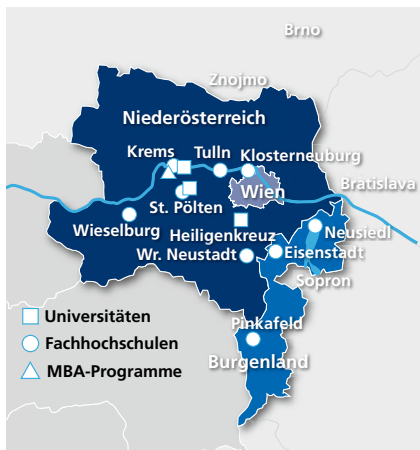 Brno
Znojmo
Niederösterreich
Krems
Tulln
Klosterneuburg
Wien
Bratislava
St. Pölten
Wieselburg
Heiligenkreuz
Neusiedl
Wr. Neustadt
Eisenstadt
Sopron
Universitäten
Fachhochschulen
MBA-Programme
Pinkafeld
Burgenland